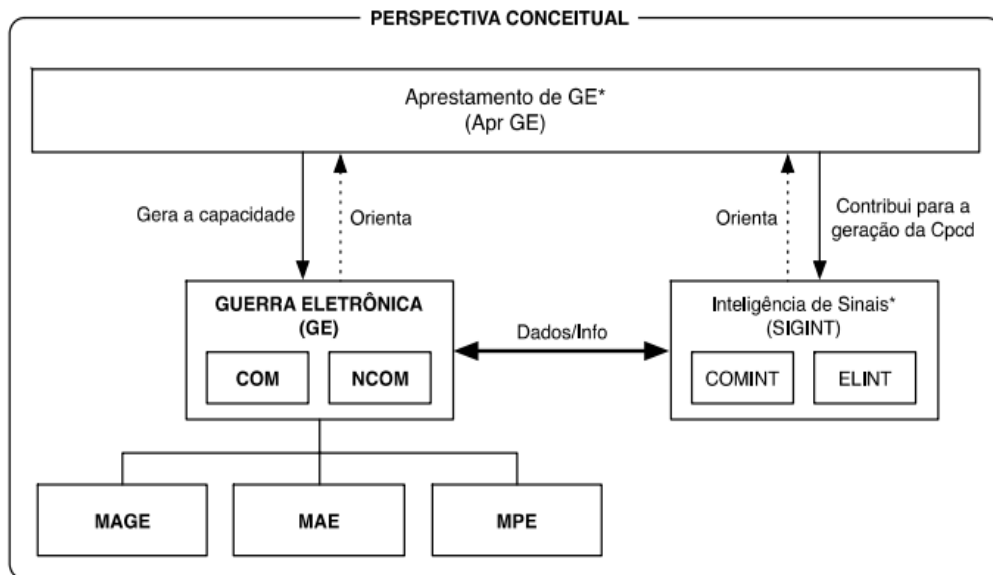 PERSPECTIVA CONCEITUAL
Aprestamento de GE*
(Apr GE)
Gera a capacidade
Orienta
Orienta
Contribui para a
geração da Cpcd
GUERRA ELETRÔNICA
(GE)
COM
NCOM
Dados/Info
Inteligência de Sinais*
(SIGINT)
COMINT
ELINT
MAGE
MAE
MPE